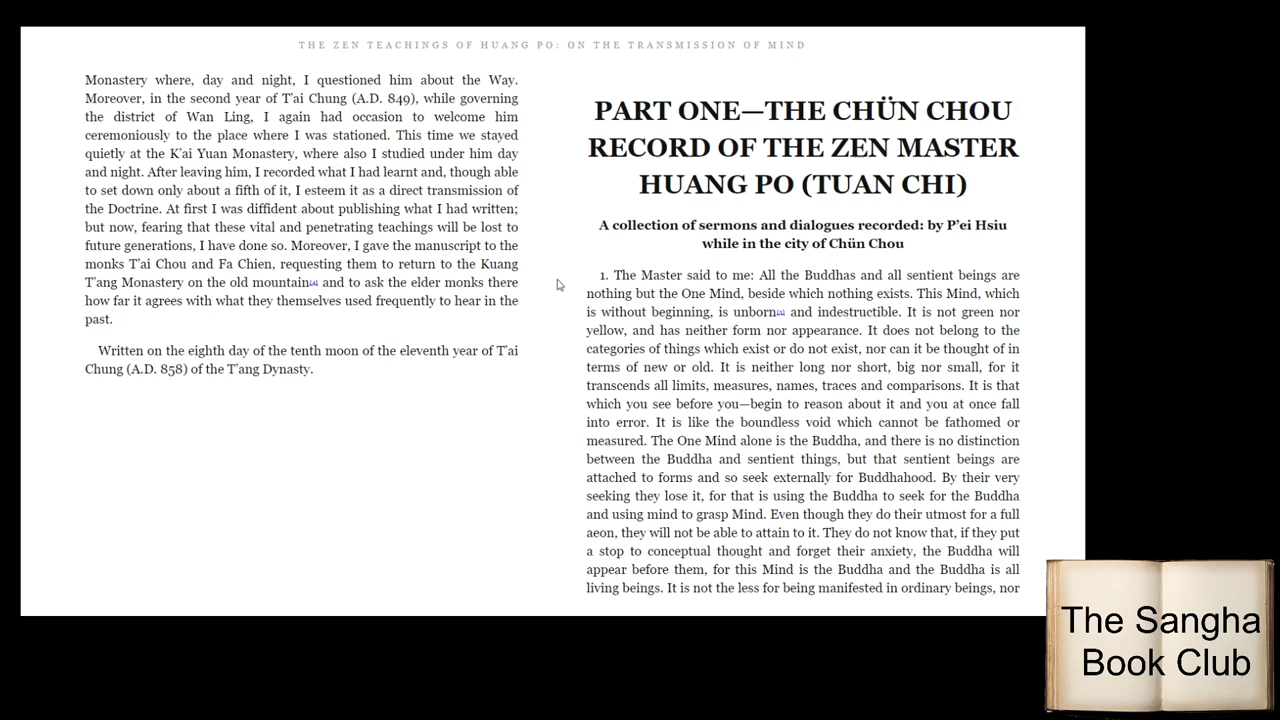 THE ZEN TEACHINGS OF HUANG PO: ON THE TRANSMISSION OF MIND
Monastery where, day and night, I questioned him about the Way.
Moreover, in the second year of T'ai Chung (A.D. 849), while governing
the district of Wan Ling, I again had occasion to welcome him
ceremoniously to the place where I was stationed. This time we stayed
quietly at the K'ai Yuan Monastery, where also I studied under him day
and night. After leaving him, I recorded what I had learnt and, though able
to set down only about a fifth of it, I esteem it as a direct transmission of
the Doctrine. At first I was diffident about publishing what I had written;
but now, fearing that these vital and penetrating teachings will be lost to
future generations, I have done so. Moreover, I gave the manuscript to the
monks T'ai Chou and Fa Chien, requesting them to return to the Kuang
T'ang Monastery on the old mountain and to ask the elder monks there
how far it agrees with what they themselves used frequently to hear in the
past.
Written on the eighth day of the tenth moon of the eleventh year of T'ai
Chung (A.D. 858) of the T'ang Dynasty.
PART ONE—THE CHÜN CHOU
RECORD OF THE ZEN MASTER
HUANG PO (TUAN CHI)
A collection of sermons and dialogues recorded: by P'ei Hsiu
while in the city of Chün Chou
1. The Master said to me: All the Buddhas and all sentient beings are
nothing but the One Mind, beside which nothing exists. This Mind, which
is without beginning, is unborn and indestructible. It is not green nor
yellow, and has neither form nor appearance. It does not belong to the
categories of things which exist or do not exist, nor can it be thought of in
terms of new or old. It is neither long nor short, big nor small, for it
transcends all limits, measures, names, traces and comparisons. It is that
which you see before you—begin to reason about it and you at once fall
into error. It is like the boundless void which cannot be fathomed or
measured. The One Mind alone is the Buddha, and there is no distinction
between the Buddha and sentient things, but that sentient beings are
attached to forms and so seek externally for Buddhahood. By their very
seeking they lose it, for that is using the Buddha to seek for the Buddha
and using mind to grasp Mind. Even though they do their utmost for a full
aeon, they will not be able to attain to it. They do not know that, if they put
a stop to conceptual thought and forget their anxiety, the Buddha will
appear before them, for this Mind is the Buddha and the Buddha is all
living beings. It is not the less for being manifested in ordinary beings, nor
The Sangha
Book Club